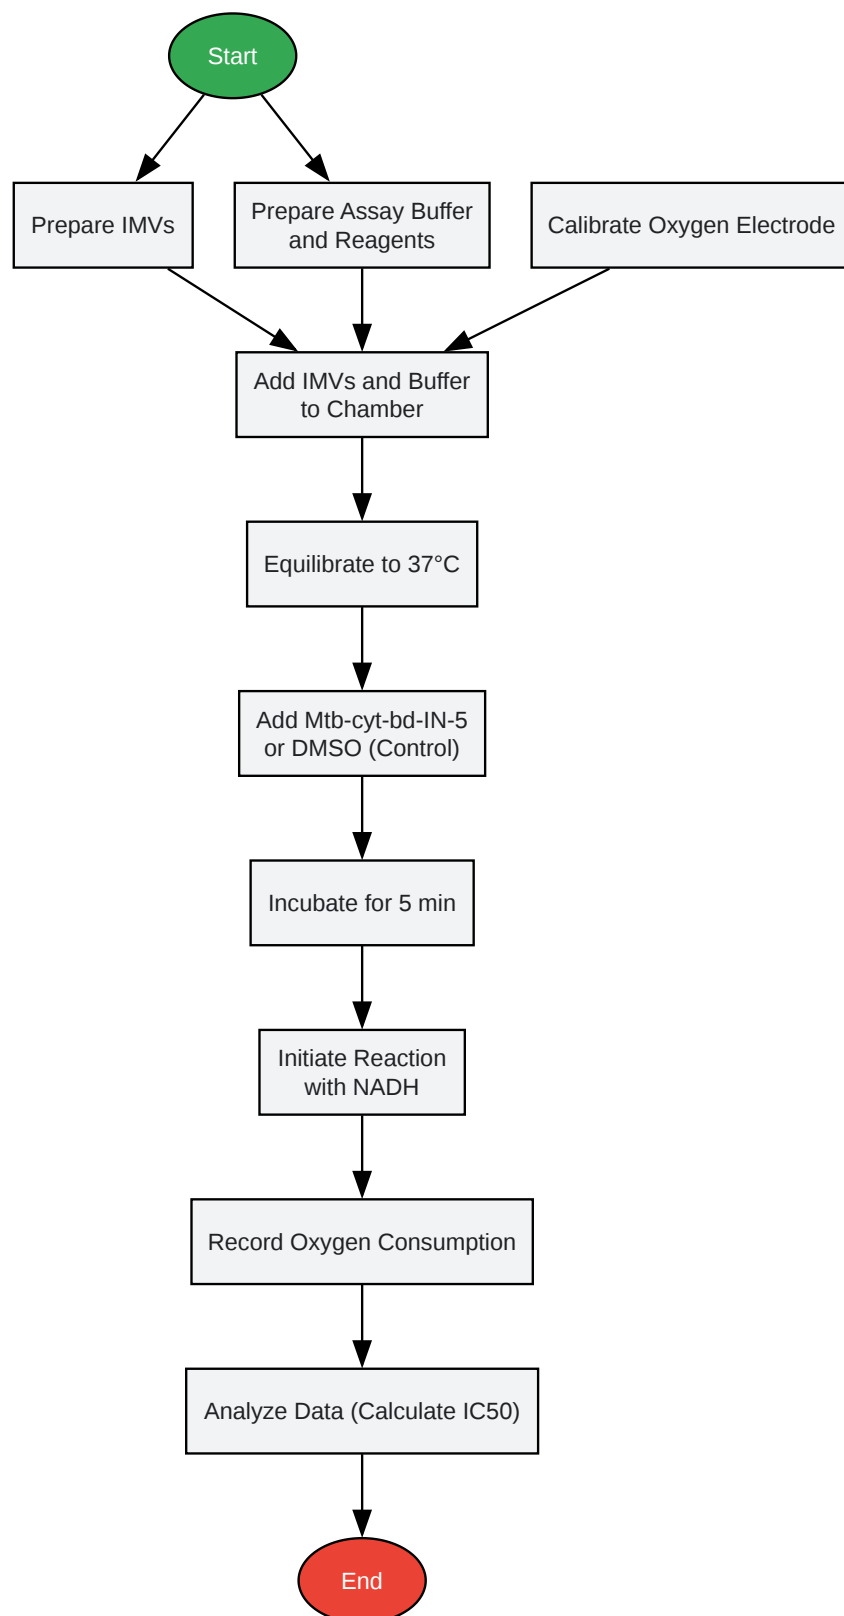 Start
Prepare IMVs
Prepare Assay Buffer
and Reagents
Calibrate Oxygen Electrode
Add IMVs and Buffer
to Chamber
Equilibrate to 37°C
Add Mtb-cyt-bd-IN-5
or DMSO (Control)
Incubate for 5 min
Initiate Reaction
with NADH
Record Oxygen Consumption
Analyze Data (Calculate IC50)
End